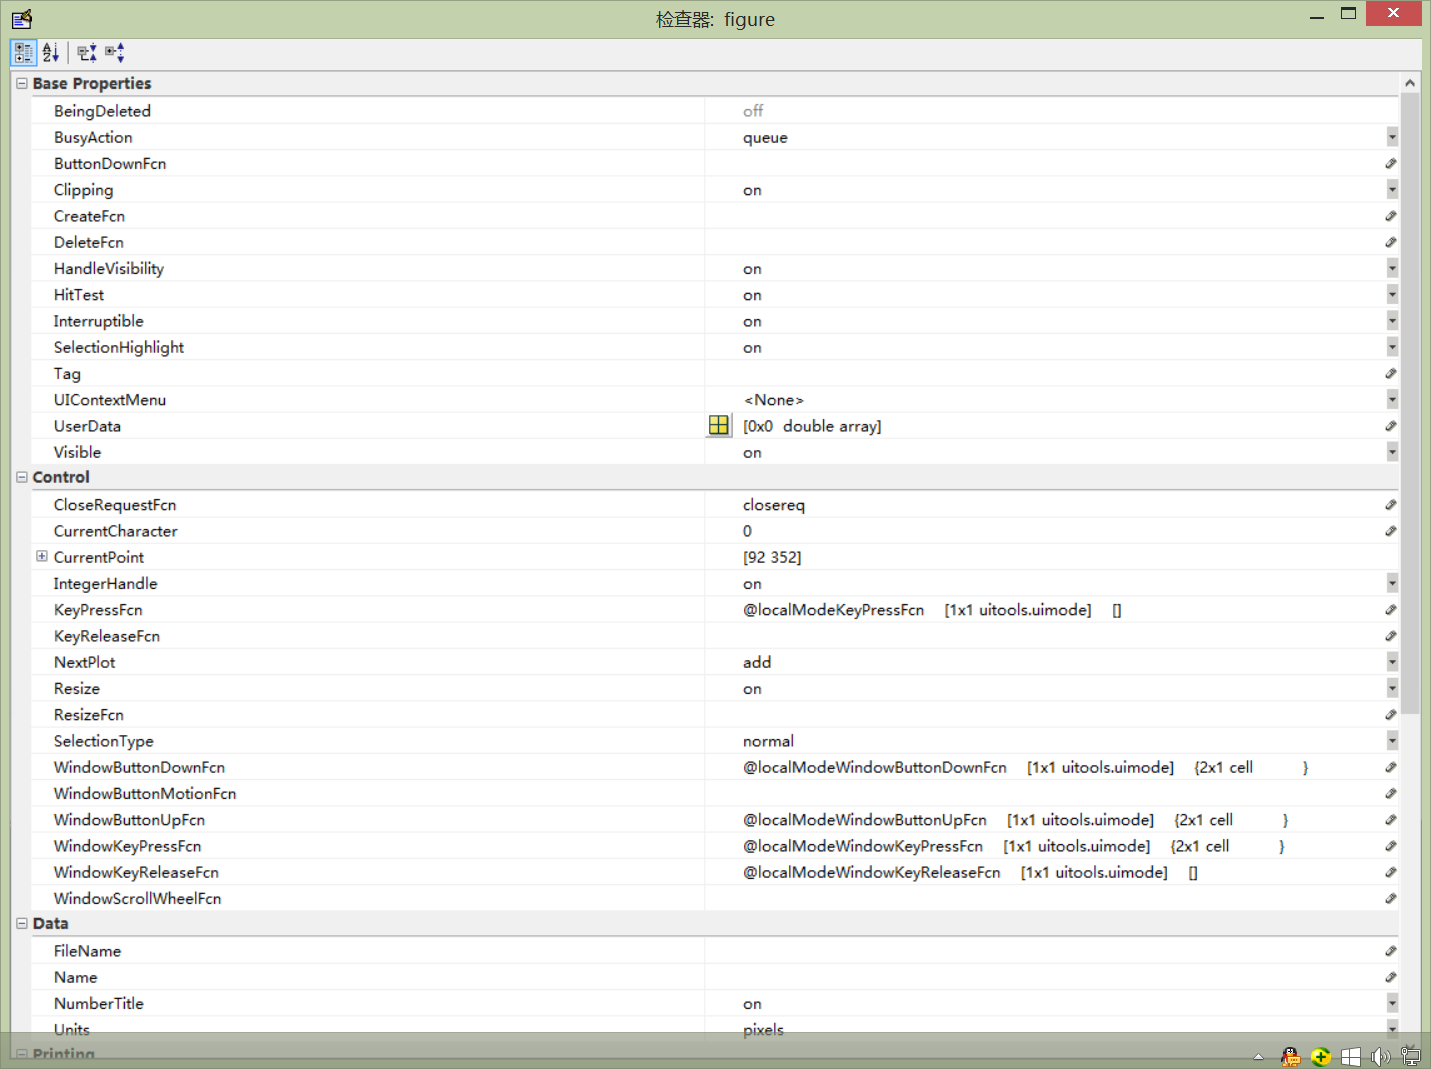 检查器: figure
Base Properties
BeingDeleted off
BusyAction queue
ButtonDownFcn
Clipping on
CreateFcn
DeleteFcn
HandleVisibility on
HitTest on
Interruptible on
SelectionHighlight on
Tag
UIContextMenu <None>
UserData [0x0 double array]
Visible on
Control
CloseRequestFcn closereq
CurrentCharacter 0
CurrentPoint [92 352]
IntegerHandle on
KeyPressFcn @localModeKeyPressFcn [1x1 uitools.uimode] []
KeyReleaseFcn
NextPlot add
Resize on
ResizeFcn
SelectionType normal
WindowButtonDownFcn @localModeWindowButtonDownFcn [1x1 uitools.uimode] {2x1 cell }
WindowButtonMotionFcn
WindowButtonUpFcn @localModeWindowButtonUpFcn [1x1 uitools.uimode] {2x1 cell }
WindowKeyPressFcn @localModeWindowKeyPressFcn [1x1 uitools.uimode] {2x1 cell }
WindowKeyReleaseFcn @localModeWindowKeyReleaseFcn [1x1 uitools.uimode] []
WindowScrollWheelFcn
Data
FileName
Name
NumberTitle on
Units pixels
Printing